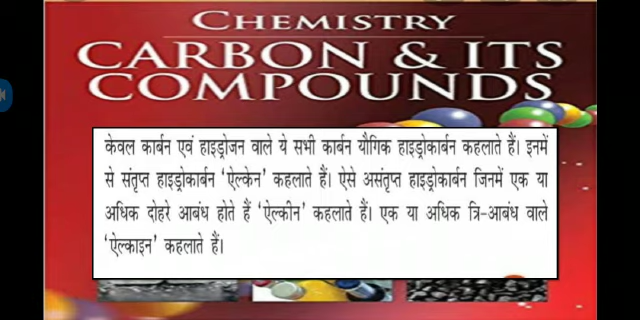 CHEMISTRY
CARBON & ITS
COMPOUNDS
केवल कार्बन एवं हाइड्रोजन वाले ये सभी कार्बन यौगिक हाइड्रोकार्बन कहलाते हैं। इनमें
से संतृप्त हाइड्रोकार्बन ‘ऐल्केन’ कहलाते हैं। ऐसे असंतृप्त हाइड्रोकार्बन जिनमें एक या
अधिक दोहरे आबंध होते हैं ‘ऐल्कीन’ कहलाते हैं। एक या अधिक त्रि-आबंध वाले
‘ऐल्काइन’ कहलाते हैं।